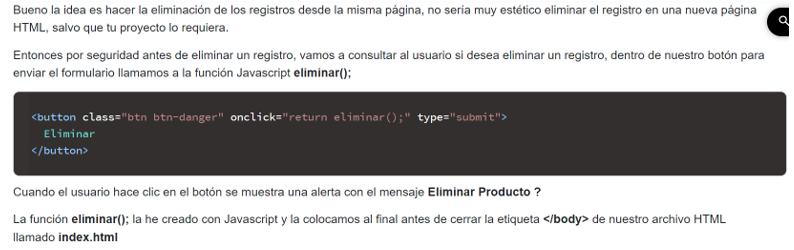 Bueno la idea es hacer la eliminación de los registros desde la misma página, no sería muy estético eliminar el registro en una nueva página
HTML, salvo que tu proyecto lo requiera.
Entonces por seguridad antes de eliminar un registro, vamos a consultar al usuario si desea eliminar un registro, dentro de nuestro botón para
enviar el formulario llamamos a la función Javascript eliminar();
<button class="btn btn-danger" onclick="return eliminar();" type="submit">
Eliminar
</button>
Cuando el usuario hace clic en el botón se muestra una alerta con el mensaje Eliminar Producto ?
La función eliminar(); la he creado con Javascript y la colocamos al final antes de cerrar la etiqueta </body> de nuestro archivo HTML
llamado index.html